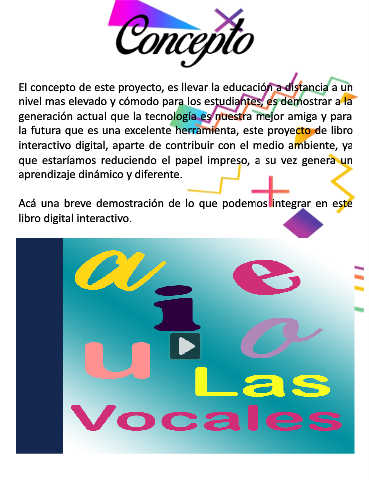 Concepto
El concepto de este proyecto, es llevar la educación a distancia a un
nivel mas elevado y cómodo para los estudiantes, es demostrar a la
generación actual que la tecnología es nuestra mejor amiga y para
la futura que es una excelente herramienta, este proyecto de libro
interactivo digital, aparte de contribuir con el medio ambiente, ya
que estaríamos reduciendo el papel impreso, a su vez genera un
aprendizaje dinámico y diferente.
Acá una breve demostración de lo que podemos integrar en este
libro digital interactivo.
a e
i o
u Las
Vocales